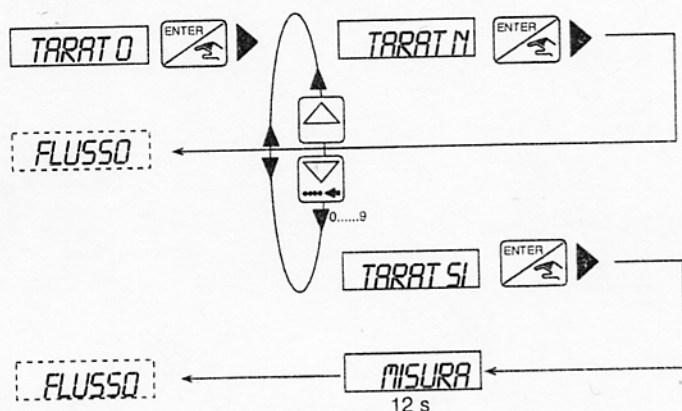 TARAT 0
ENTER
TARAT N
ENTER
FLUSSO
0......9
TARAT SI
ENTER
FLUSSO
MISURA
12 s